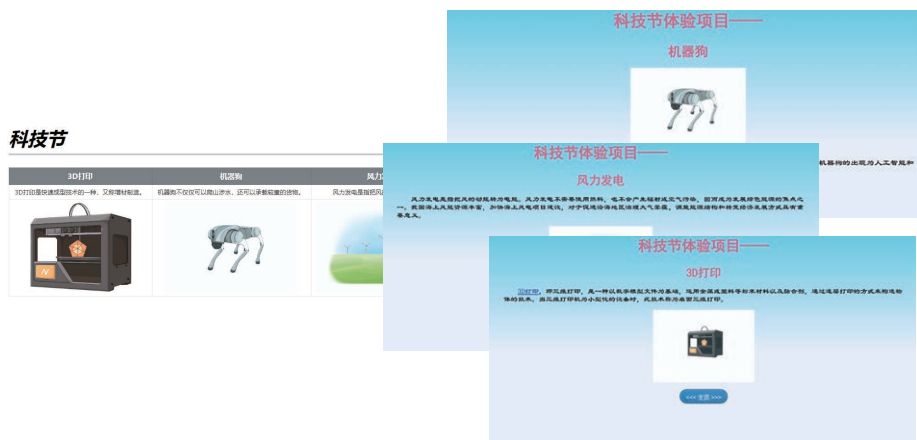 科技节
3D打印
机器狗
风力发
3D打印是快速成型技术的一种,又称增材制造。
机器狗不仅仅可以爬山涉水,还可以承载较重的货物。
风力发电是指把风
科技节体验项目——
机器狗
机器狗的出现为人工智能和
科技节体验项目——
风力发电
风力发电是指把风的动能转为电能。风力发电不需要使用燃料,也不会产生辐射或空气污染,因而成为发展绿色能源的焦点之
一。我国海上风能资源丰富,加快海上风电项目建设,对于促进沿海地区治理大气雾霾、调整能源结构和转变经济发展方式具有重
要意义。
科技节体验项目——
3D打印
3D打印,即三维打印,是一种以数字模型文件为基础,运用金属或塑料等粉末材料以及黏合剂,通过逐层打印的方式来构造物
体的技术。当三维打印机为小型化的设备时,此技术称为桌面三维打印。
<<< 主页 >>>